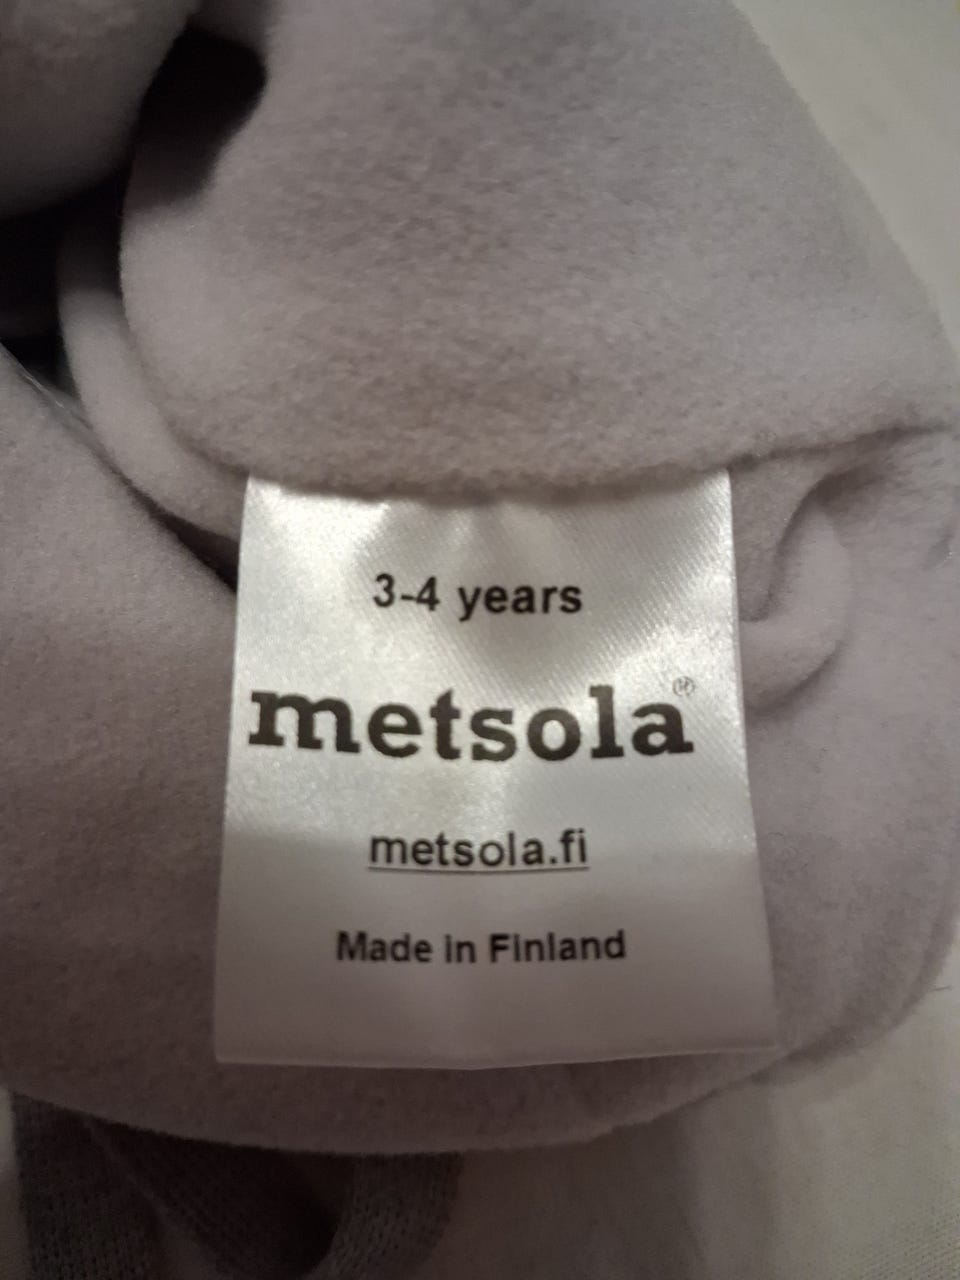 3-4 years
metsola®
metsola.fi
Made in Finland